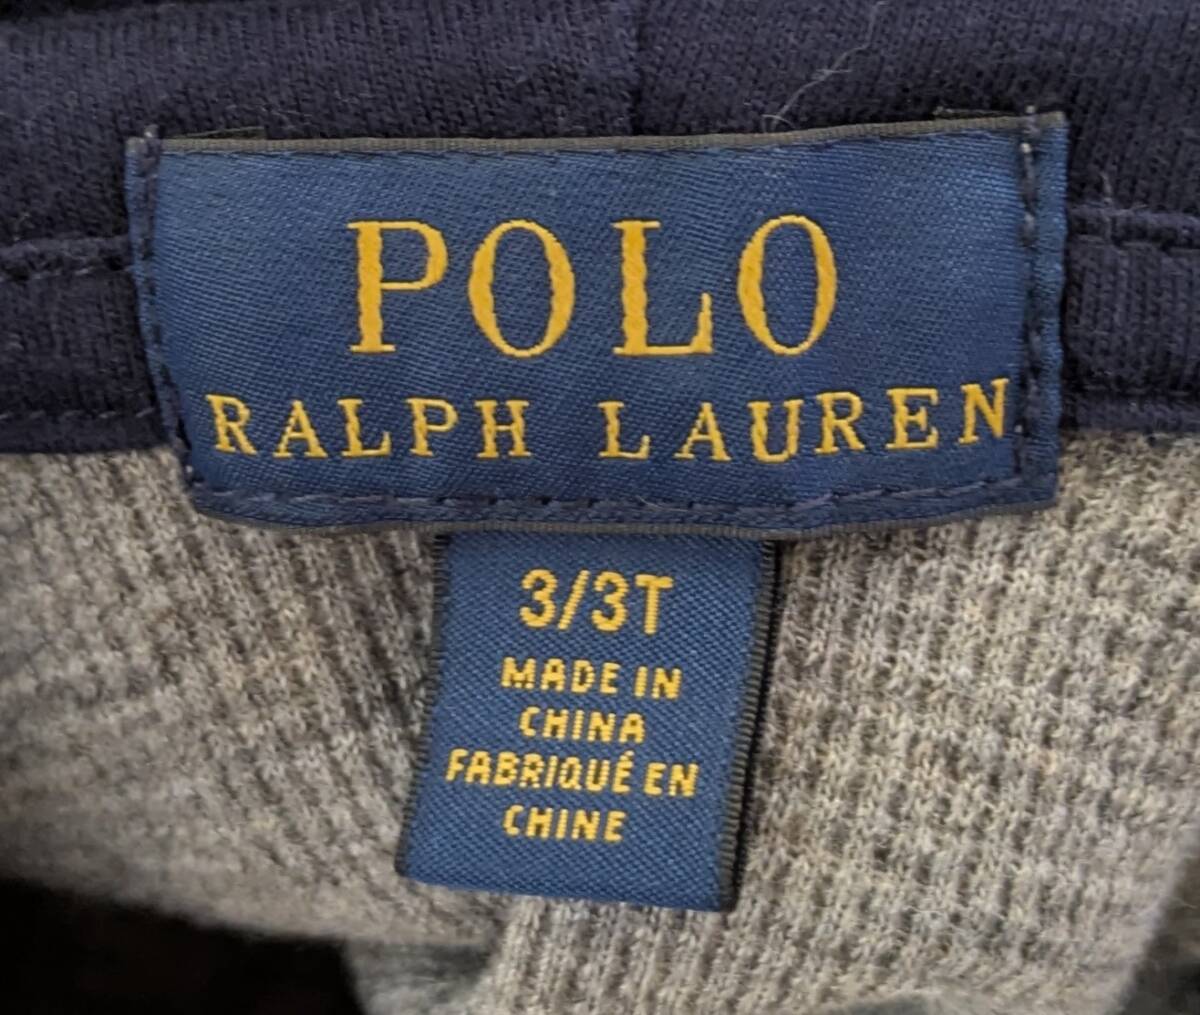 POLO
RALPH LAUREN
3/3T
MADE IN
CHINA
FABRIQUÉ EN
CHINE